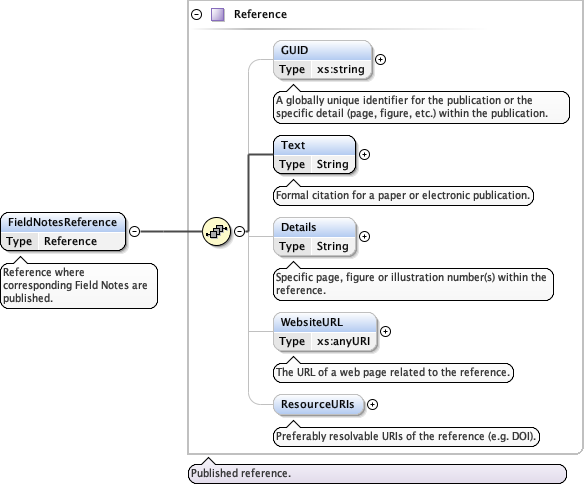 Reference
GUID
Type xs:string
A globally unique identifier for the publication or the
specific detail (page, figure, etc.) within the publication.
Text
Type String
Formal citation for a paper or electronic publication.
FieldNotesReference
Type Reference
Reference where
corresponding Field Notes are
published.
Details
Type String
Specific page, figure or illustration number(s) within the
reference.
WebsiteURL
Type xs:anyURI
The URL of a web page related to the reference.
ResourceURIs
Preferably resolvable URIs of the reference (e.g. DOI).
Published reference.